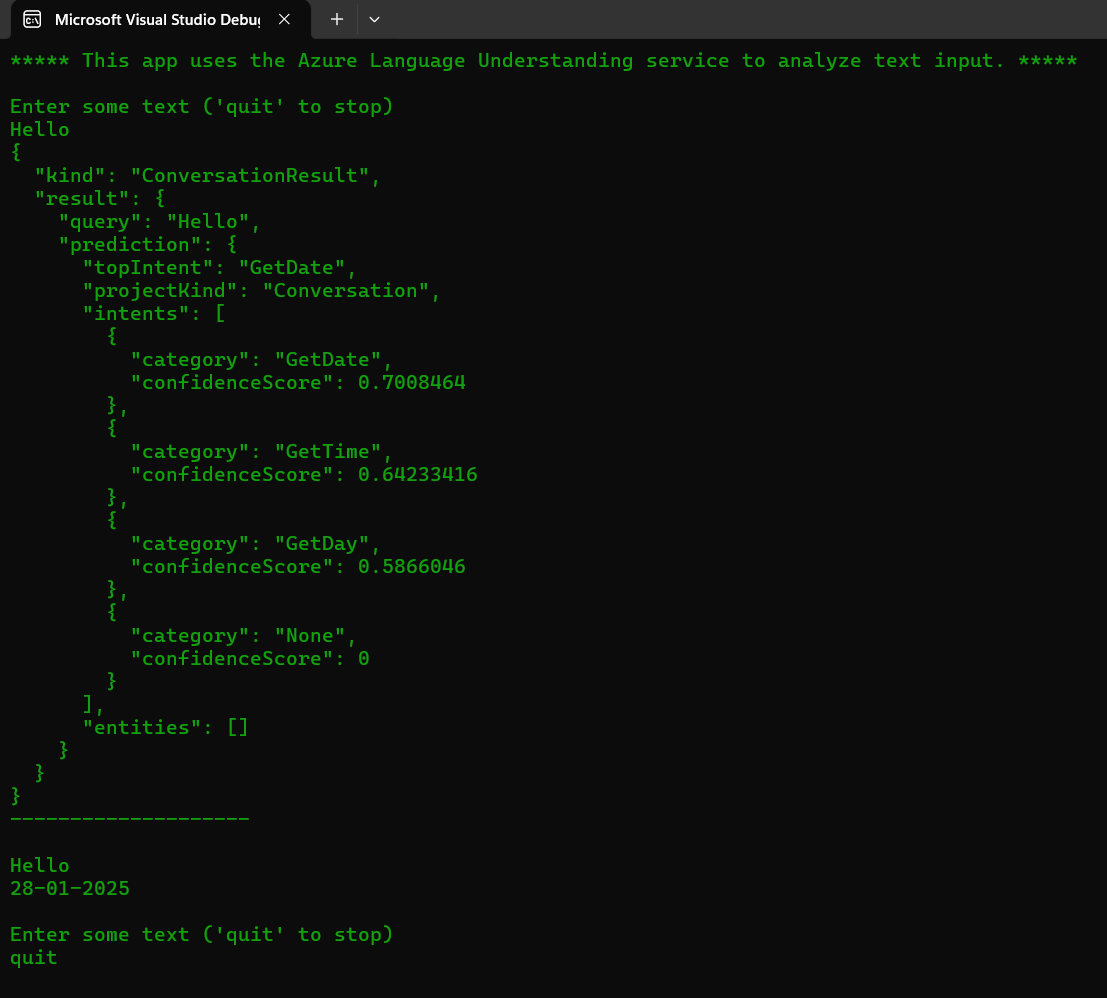 Microsoft Visual Studio Debug
***** This app uses the Azure Language Understanding service to analyze text input. *****
Enter some text ('quit' to stop)
Hello
{
  "kind": "ConversationResult",
  "result": {
    "query": "Hello",
    "prediction": {
      "topIntent": "GetDate",
      "projectKind": "Conversation",
      "intents": [
        {
          "category": "GetDate",
          "confidenceScore": 0.7008464
        },
        {
          "category": "GetTime",
          "confidenceScore": 0.64233416
        },
        {
          "category": "GetDay",
          "confidenceScore": 0.5866046
        },
        {
          "category": "None",
          "confidenceScore": 0
        }
      ],
      "entities": []
    }
  }
}
--------------------
Hello
28-01-2025
Enter some text ('quit' to stop)
quit